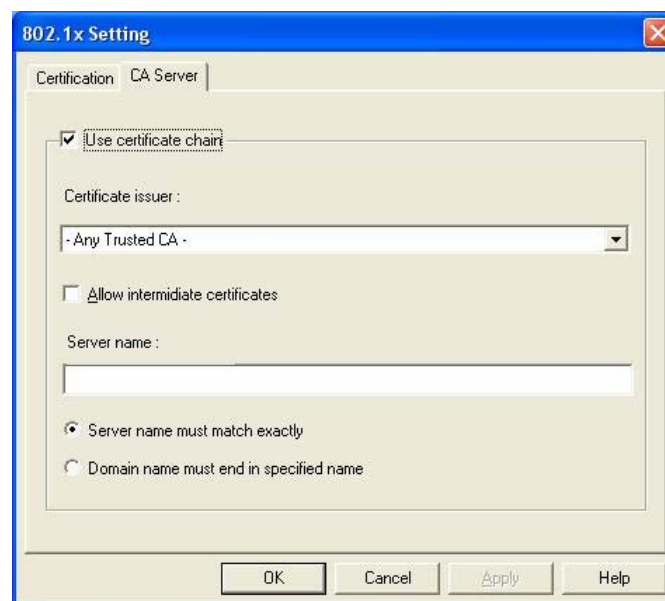 802.1x Setting
Certification CA Server
Use certificate chain
Certificate issuer :
- Any Trusted CA -
Allow intermidiate certificates
Server name :
Server name must match exactly
Domain name must end in specified name
OK Cancel Apply Help